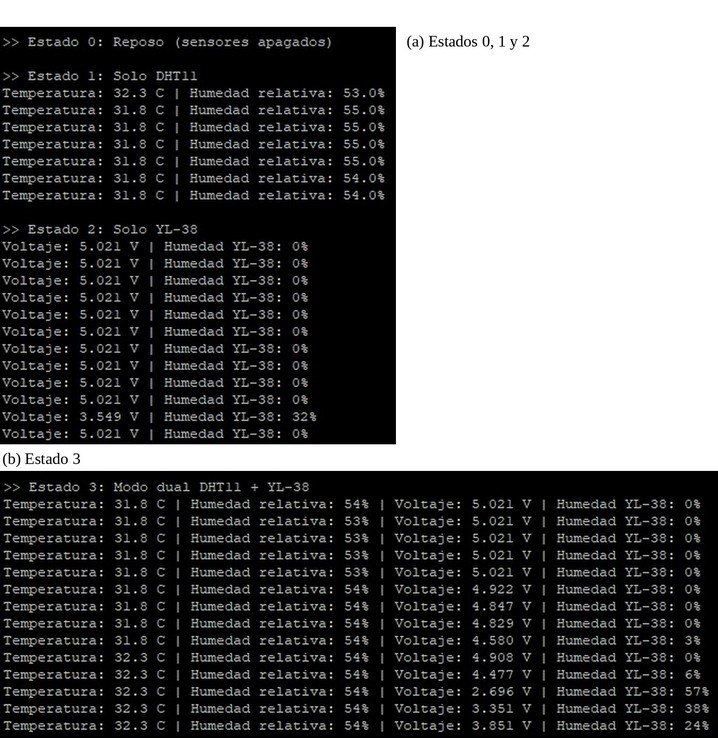 >> Estado 0: Reposo (sensores apagados)
(a) Estados 0, 1 y 2
>> Estado 1: Solo DHT11
Temperatura: 32.3 C | Humedad relativa: 53.0%
Temperatura: 31.8 C | Humedad relativa: 55.0%
Temperatura: 31.8 C | Humedad relativa: 55.0%
Temperatura: 31.8 C | Humedad relativa: 55.0%
Temperatura: 31.8 C | Humedad relativa: 55.0%
Temperatura: 31.8 C | Humedad relativa: 54.0%
Temperatura: 31.8 C | Humedad relativa: 54.0%
>> Estado 2: Solo YL-38
Voltaje: 5.021 V | Humedad YL-38: 0%
Voltaje: 5.021 V | Humedad YL-38: 0%
Voltaje: 5.021 V | Humedad YL-38: 0%
Voltaje: 5.021 V | Humedad YL-38: 0%
Voltaje: 5.021 V | Humedad YL-38: 0%
Voltaje: 5.021 V | Humedad YL-38: 0%
Voltaje: 5.021 V | Humedad YL-38: 0%
Voltaje: 5.021 V | Humedad YL-38: 0%
Voltaje: 5.021 V | Humedad YL-38: 0%
Voltaje: 5.021 V | Humedad YL-38: 0%
Voltaje: 3.549 V | Humedad YL-38: 32%
Voltaje: 5.021 V | Humedad YL-38: 0%
(b) Estado 3
>> Estado 3: Modo dual DHT11 + YL-38
Temperatura: 31.8 C | Humedad relativa: 54% | Voltaje: 5.021 V | Humedad YL-38: 0%
Temperatura: 31.8 C | Humedad relativa: 53% | Voltaje: 5.021 V | Humedad YL-38: 0%
Temperatura: 31.8 C | Humedad relativa: 53% | Voltaje: 5.021 V | Humedad YL-38: 0%
Temperatura: 31.8 C | Humedad relativa: 53% | Voltaje: 5.021 V | Humedad YL-38: 0%
Temperatura: 31.8 C | Humedad relativa: 53% | Voltaje: 5.021 V | Humedad YL-38: 0%
Temperatura: 31.8 C | Humedad relativa: 54% | Voltaje: 4.922 V | Humedad YL-38: 0%
Temperatura: 31.8 C | Humedad relativa: 54% | Voltaje: 4.847 V | Humedad YL-38: 0%
Temperatura: 31.8 C | Humedad relativa: 54% | Voltaje: 4.829 V | Humedad YL-38: 0%
Temperatura: 31.8 C | Humedad relativa: 54% | Voltaje: 4.580 V | Humedad YL-38: 3%
Temperatura: 32.3 C | Humedad relativa: 54% | Voltaje: 4.908 V | Humedad YL-38: 0%
Temperatura: 32.3 C | Humedad relativa: 54% | Voltaje: 4.477 V | Humedad YL-38: 6%
Temperatura: 32.3 C | Humedad relativa: 54% | Voltaje: 2.696 V | Humedad YL-38: 57%
Temperatura: 32.3 C | Humedad relativa: 54% | Voltaje: 3.351 V | Humedad YL-38: 38%
Temperatura: 32.3 C | Humedad relativa: 54% | Voltaje: 3.851 V | Humedad YL-38: 24%